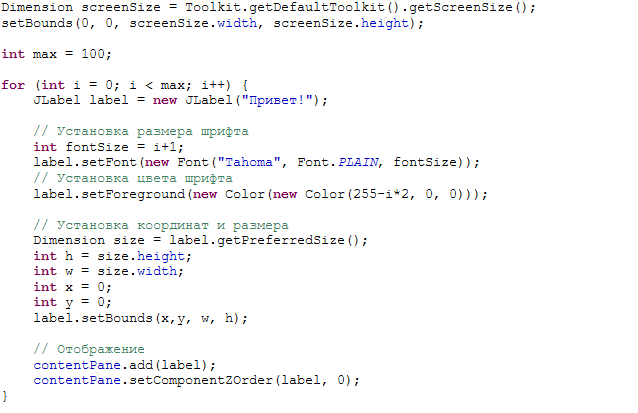 Dimension screenSize = Toolkit.getDefaultToolkit().getScreenSize();
setBounds(0, 0, screenSize.width, screenSize.height);

int max = 100;

for (int i = 0; i < max; i++) {
    JLabel label = new JLabel("Привет!");

    // Установка размера шрифта
    int fontSize = i+1;
    label.setFont(new Font("Tahoma", Font.PLAIN, fontSize));
    // Установка цвета шрифта
    label.setForeground(new Color(new Color(255-i*2, 0, 0)));

    // Установка координат и размера
    Dimension size = label.getPreferredSize();
    int h = size.height;
    int w = size.width;
    int x = 0;
    int y = 0;
    label.setBounds(x,y, w, h);

    // Отображение
    contentPane.add(label);
    contentPane.setComponentZOrder(label, 0);
}